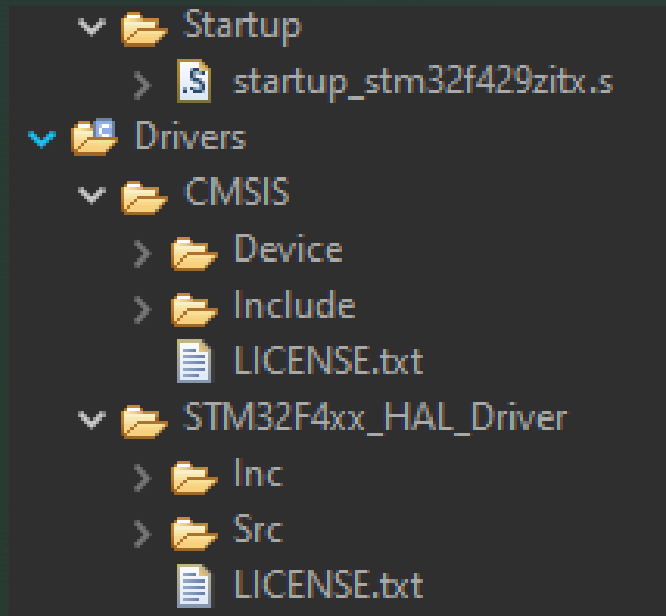 Startup
startup_stm32f429zitx.s
Drivers
CMSIS
Device
Include
LICENSE.txt
STM32F4xx_HAL_Driver
Inc
Src
LICENSE.txt